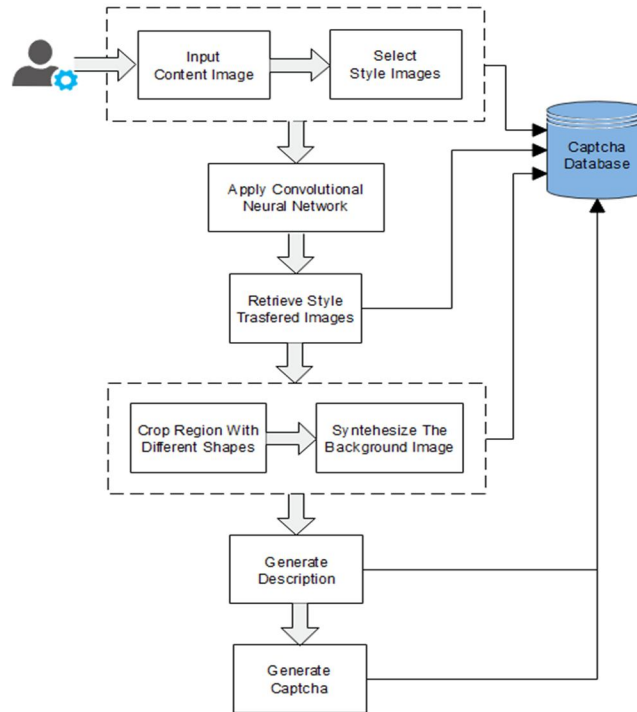 Input
Content Image
Select
Style Images
Captcha
Database
Apply Convolutional
Neural Network
Retrieve Style
Trasfered Images
Crop Region With
Different Shapes
Syntehesize The
Background Image
Generate
Description
Generate
Captcha